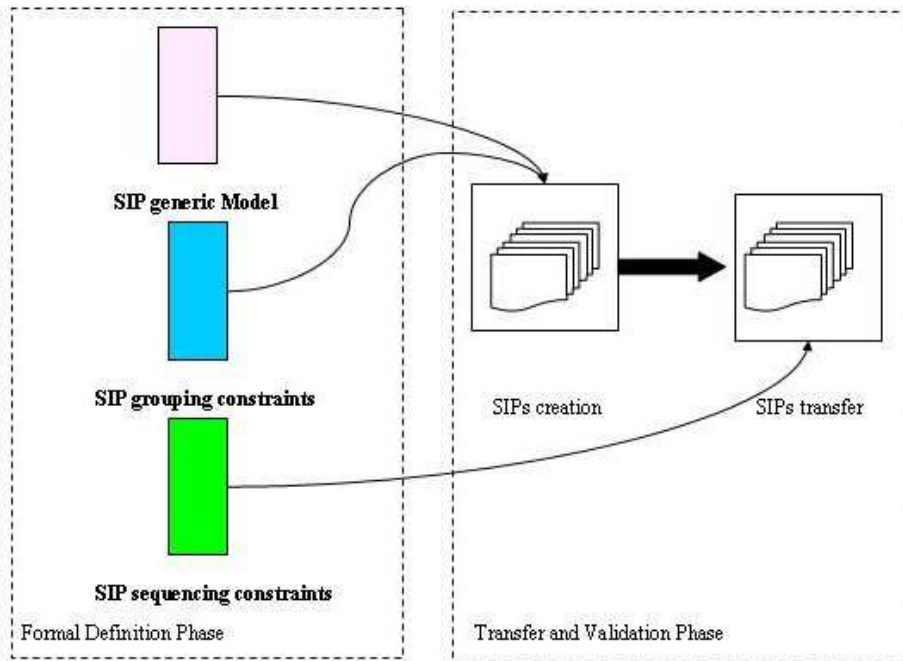 SIP generic Model
SIP grouping constraints
SIP sequencing constraints
Formal Definition Phase
SIPs creation
SIPs transfer
Transfer and Validation Phase